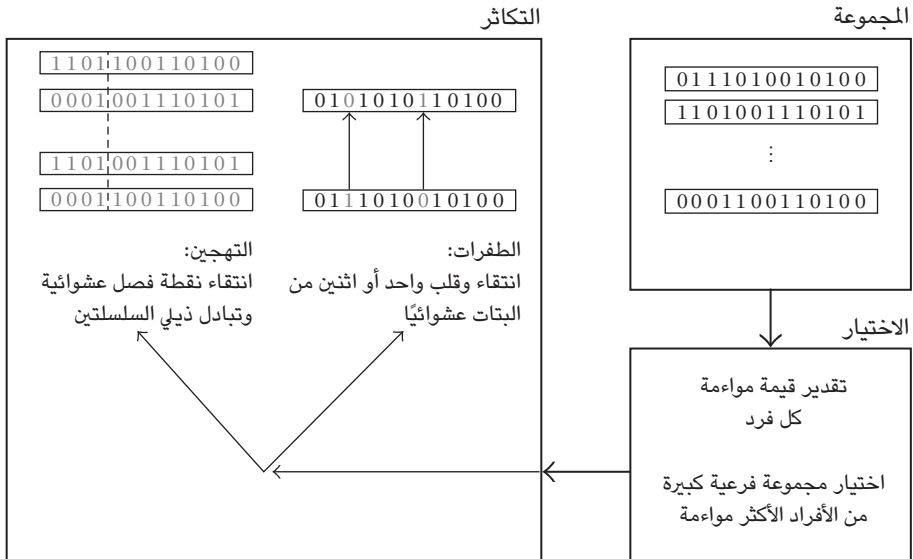 المجموعة
0111010010100
1101001110101
⋮
0001100110100
الاختيار
تقدير قيمة مواءمة
كل فرد
اختيار مجموعة فرعية كبيرة
من الأفراد الأكثر مواءمة
التكاثر
0101010110100
0111010010100
الطفرات:
انتقاء وقلب واحد أو اثنين من
البتات عشوائيًا
1101100110100
0001001110101
1101001110101
0001100110100
التهجين:
انتقاء نقطة فصل عشوائية
وتبادل ذيلي السلسلتين